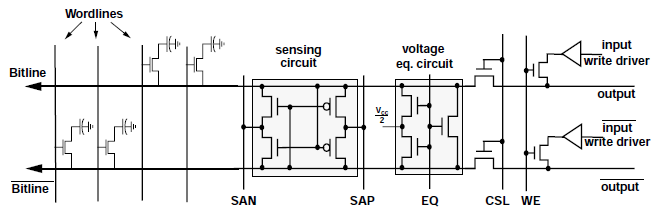 Wordlines
sensing
circuit
voltage
eq. circuit
input
write driver
Bitline
output
Vcc
2
input
write driver
Bitline
output
SAN
SAP
EQ
CSL
WE